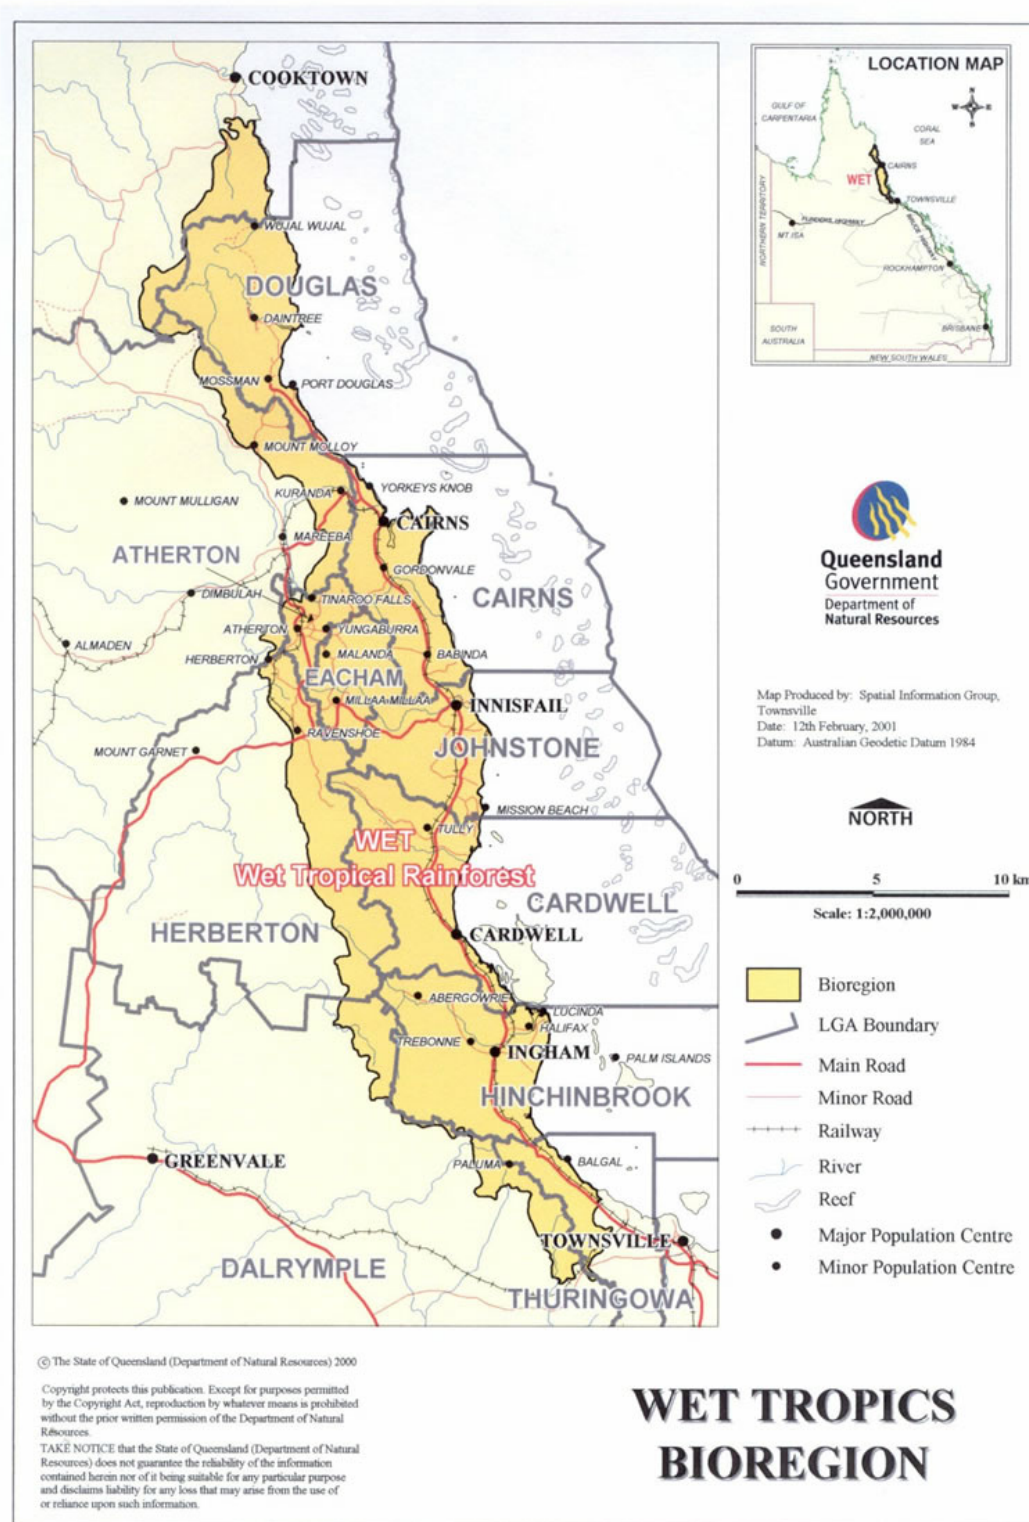 COOKTOWN
WUJAL WUJAL
DOUGLAS
DAINTREE
MOSSMAN
PORT DOUGLAS
MOUNT MOLLOY
KURANDA
YORKEYS KNOB
MOUNT MULLIGAN
CAIRNS
MAREEBA
ATHERTON
GORDONVALE
DIMBULAH
TINAROO FALLS
CAIRNS
ATHERTON
YUNGABURRA
ALMADEN
HERBERTON
MALANDA
BABINDA
EACHAM
MILLAA MILLAA
INNISFAIL
RAVENSHOE
MOUNT GARNET
JOHNSTONE
MISSION BEACH
TULLY
WET
Wet Tropical Rainforest
CARDWELL
HERBERTON
CARDWELL
ABERGOWRIE
LUCINDA
HALIFAX
TREBONNE
INGHAM
PALM ISLANDS
HINCHINBROOK
GREENVALE
PALUMA
BALGAL
TOWNSVILLE
DALRYMPLE
THURINGOWA
LOCATION MAP
N
W
E
S
GULF OF
CARPENTARIA
CORAL
SEA
CAIRNS
WET
TOWNSVILLE
NORTHERN TERRITORY
FLINDERS HIGHWAY
MT ISA
BRUCE HIGHWAY
ROCKHAMPTON
SOUTH
AUSTRALIA
BRISBANE
NEW SOUTH WALES
Queensland
Government
Department of
Natural Resources
Map Produced by: Spatial Information Group,
Townsville
Date: 12th February, 2001
Datum: Australian Geodetic Datum 1984
NORTH
0 5 10 km
Scale: 1:2,000,000
Bioregion
LGA Boundary
Main Road
Minor Road
Railway
River
Reef
Major Population Centre
Minor Population Centre
© The State of Queensland (Department of Natural Resources) 2000
Copyright protects this publication. Except for purposes permitted
by the Copyright Act, reproduction by whatever means is prohibited
without the prior written permission of the Department of Natural
Resources.
TAKE NOTICE that the State of Queensland (Department of Natural
Resources) does not guarantee the reliability of the information
contained herein nor of it being suitable for any particular purpose
and disclaims liability for any loss that may arise from the use of
or reliance upon such information.
WET TROPICS
BIOREGION